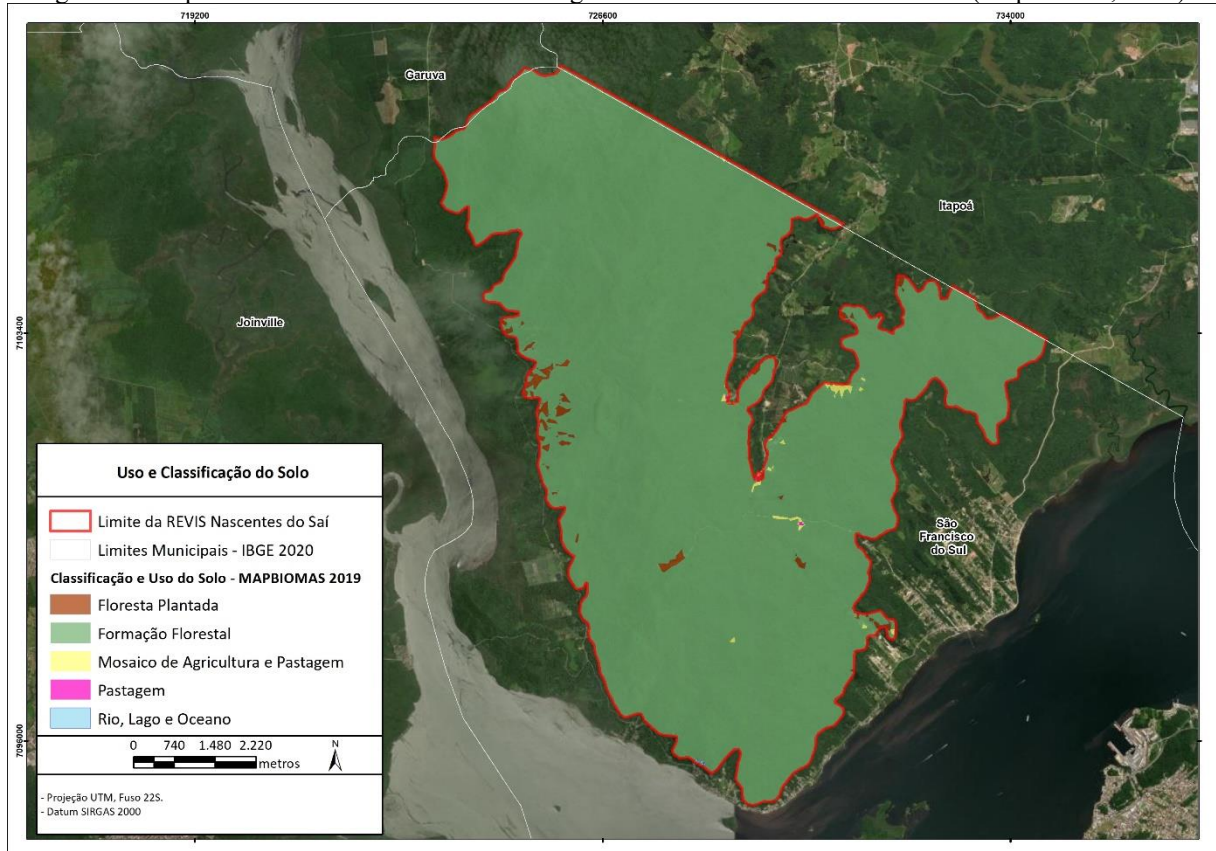 719200
726600
734000
Garuva
Itapoá
7103400
7103400
Joinville
São
Francisco
do Sul
Uso e Classificação do Solo
Limite da REVIS Nascentes do Saí
Limites Municipais - IBGE 2020
Classificação e Uso do Solo - MAPBIOMAS 2019
Floresta Plantada
Formação Florestal
Mosaico de Agricultura e Pastagem
Pastagem
Rio, Lago e Oceano
0 740 1.480 2.220
metros
N
7096000
- Projeção UTM, Fuso 22S.
- Datum SIRGAS 2000